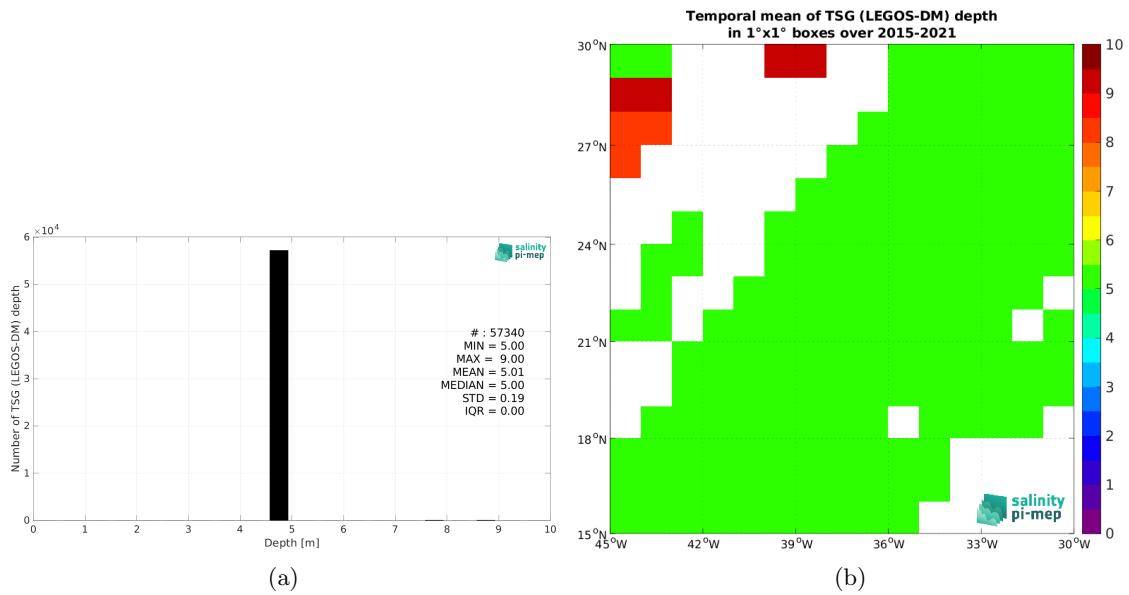 ×10⁴
6
5
4
3
2
1
0
Number of TSG (LEGOS-DM) depth
salinity
pi-mep
# : 57340
MIN = 5.00
MAX = 9.00
MEAN = 5.01
MEDIAN = 5.00
STD = 0.19
IQR = 0.00
0 1 2 3 4 5 6 7 8 9 10
Depth [m]
(a)
Temporal mean of TSG (LEGOS-DM) depth
in 1°x1° boxes over 2015-2021
30°N
27°N
24°N
21°N
18°N
15°N
45°W 42°W 39°W 36°W 33°W 30°W
salinity
pi-mep
10
9
8
7
6
5
4
3
2
1
0
(b)